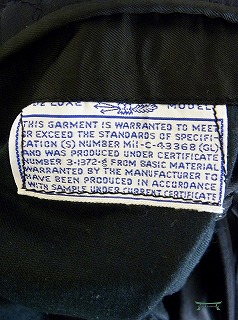 DE LUXE MODEL
THIS GARMENT IS WARRANTED TO MEET
OR EXCEED THE STANDARDS OF SPECIFI-
CATION (S) NUMBER Mil-C-43368 (GL)
AND WAS PRODUCED UNDER CERTIFICATE
NUMBER 3-1372-8 FROM BASIC MATERIAL
WARRANTED BY THE MANUFACTURER TO
HAVE BEEN PRODUCED IN ACCORDANCE
WITH SAMPLE UNDER CURRENT CERTIFICATE